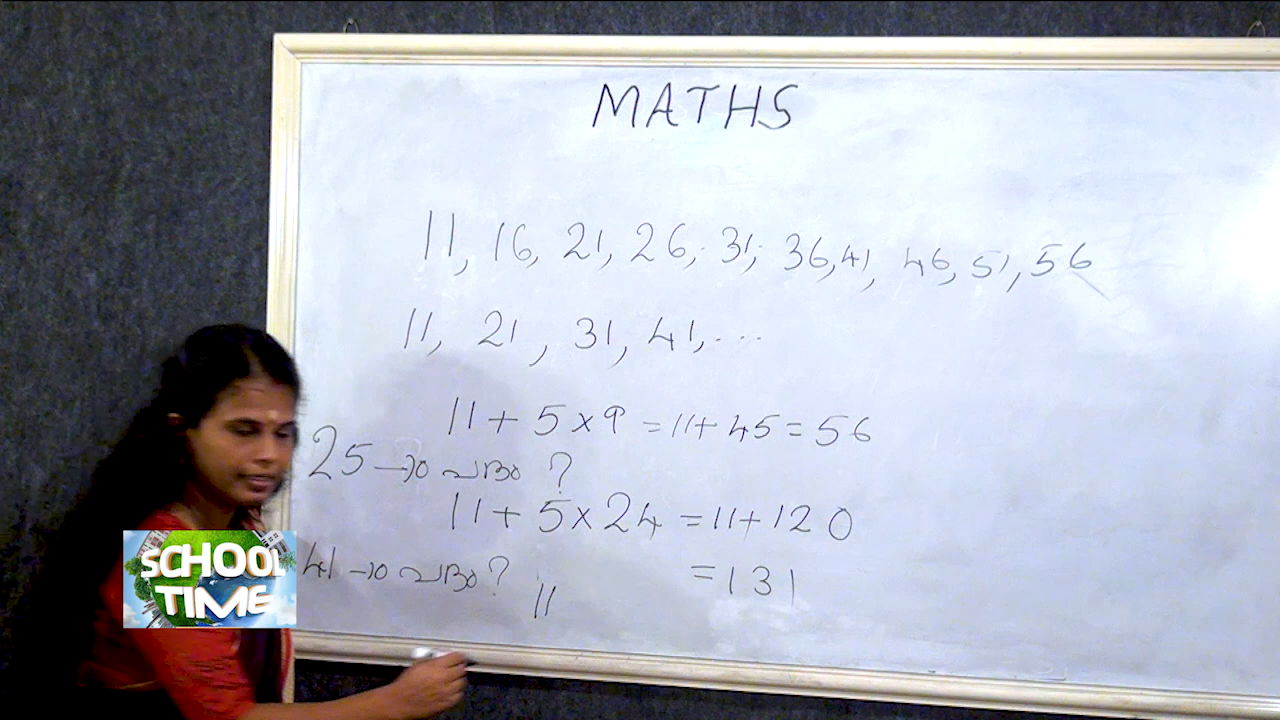 MATHS
11, 16, 21, 26, 31, 36, 41, 46, 51, 56
11, 21, 31, 41, ...
11 + 5 × 9 = 11 + 45 = 56
25 -ാം പദം ?
11 + 5 × 24 = 11 + 120
= 131
41 -ാം പദം ? 11
SCHOOL
TIME